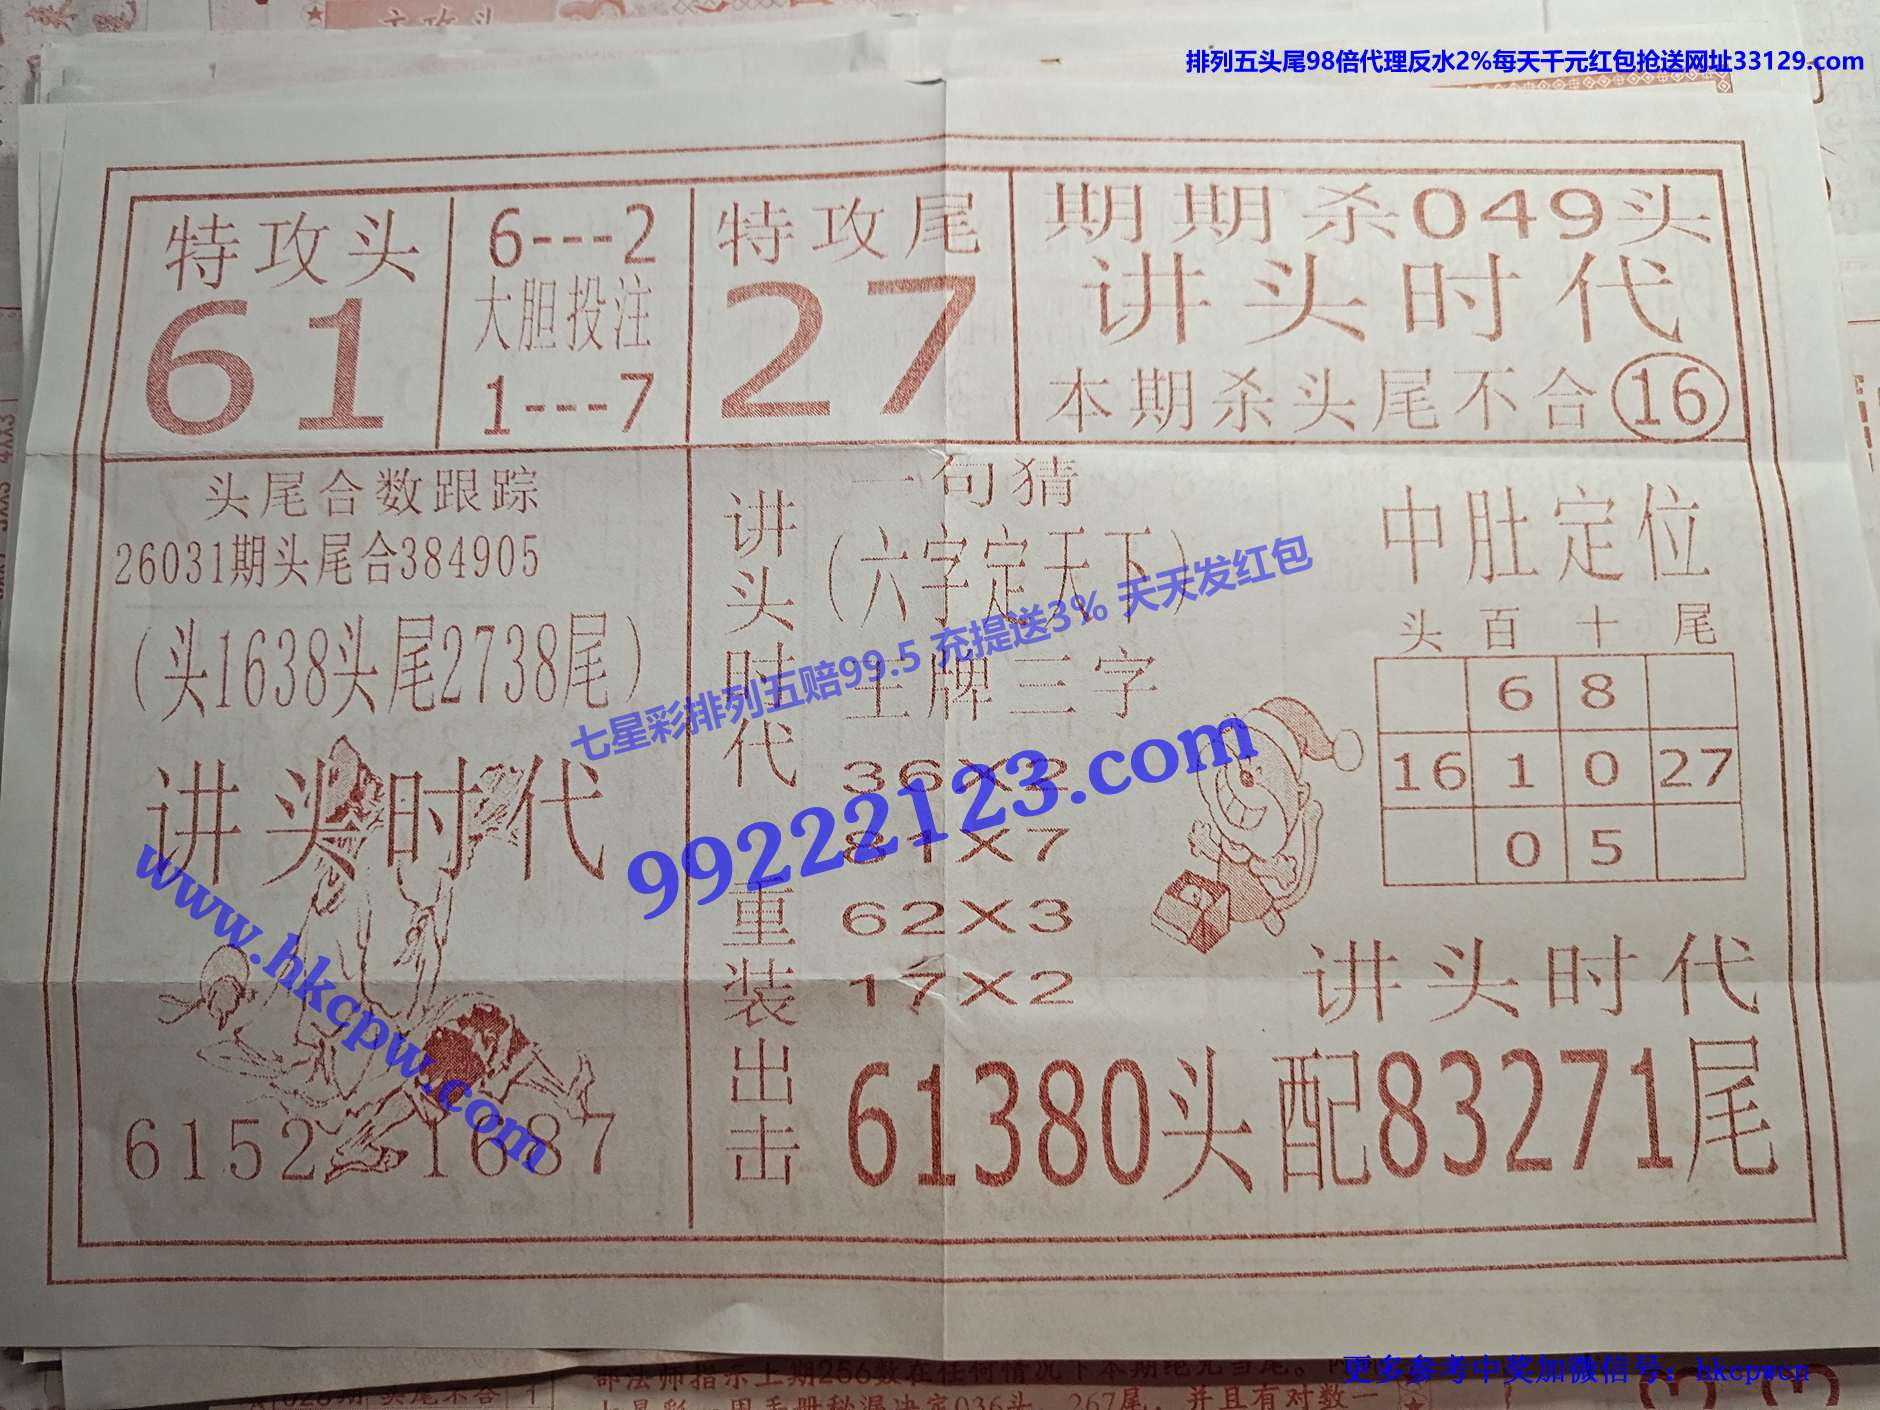 排列五头尾98倍代理反水2%每天千元红包抢送网址33129.com
特攻头
61
6---2
大胆投注
1---7
特攻尾
27
期期杀049头
讲头时代
本期杀头尾不合16
头尾合数跟踪
26031期头尾合384905
(头1638头尾2738尾)
讲头时代
6152 1687
讲头时代 重装出击
一句猜
(六字定天下)
王牌三字
36X2
81X7
62X3
17X2
中肚定位
头 百 十 尾
6 8
16 1 0 27
0 5
讲头时代
61380头 配83271尾
七星彩排列五赔99.5 充提送3% 天天发红包
99222123.com
www.hkcpw.com
更多参考中奖加微信号：hkcpwcn